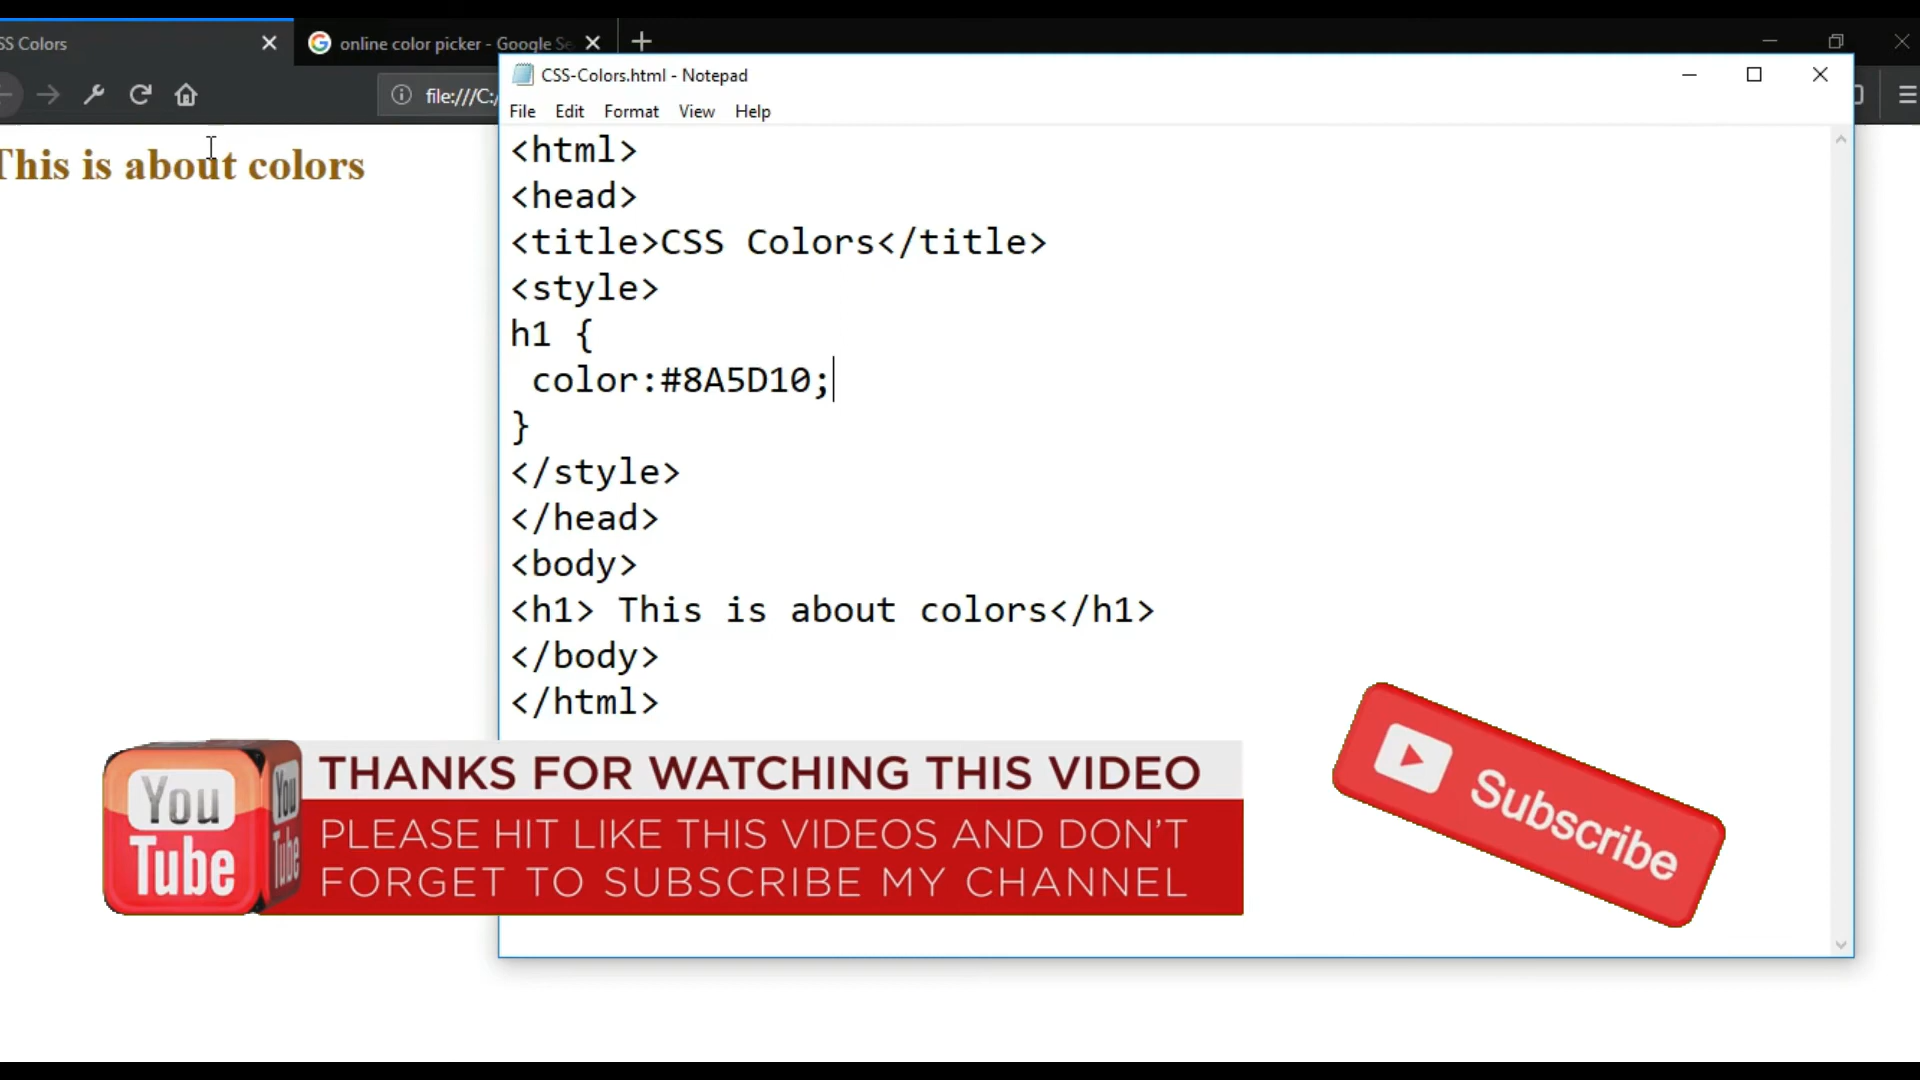 SS Colors
online color picker - Google Se
file:///C:/
CSS-Colors.html - Notepad
File Edit Format View Help
This is about colors
<html>
<head>
<title>CSS Colors</title>
<style>
h1 {
color:#8A5D10;
}
</style>
</head>
<body>
<h1> This is about colors</h1>
</body>
</html>
You
Tube
You
Tube
THANKS FOR WATCHING THIS VIDEO
PLEASE HIT LIKE THIS VIDEOS AND DON'T
FORGET TO SUBSCRIBE MY CHANNEL
Subscribe